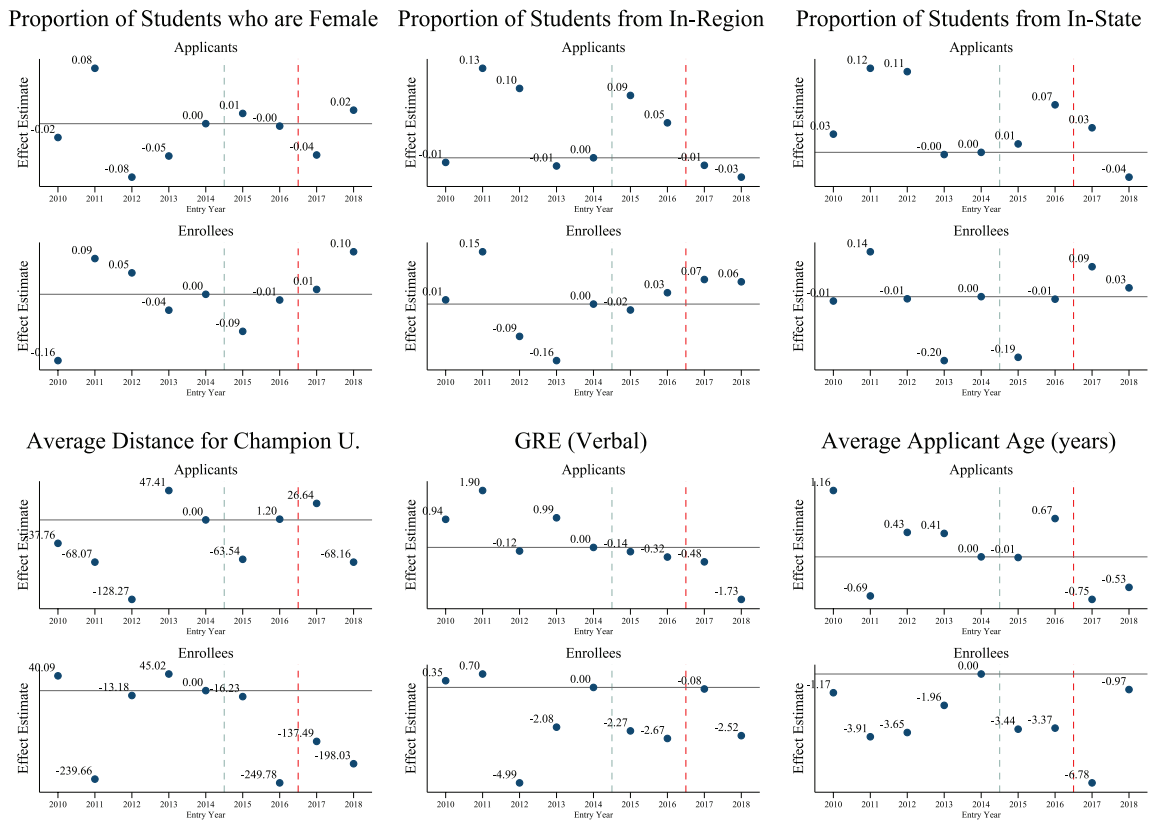 Proportion of Students who are Female
Applicants
Effect Estimate
-0.02
0.08
-0.08
-0.05
0.00
0.01
-0.00
-0.04
0.02
2010 2011 2012 2013 2014 2015 2016 2017 2018
Entry Year
Enrollees
Effect Estimate
-0.16
0.09
0.05
-0.04
0.00
-0.09
-0.01
0.01
0.10
2010 2011 2012 2013 2014 2015 2016 2017 2018
Entry Year
Proportion of Students from In-Region
Applicants
Effect Estimate
-0.01
0.13
0.10
-0.01
0.00
0.09
0.05
-0.01
-0.03
2010 2011 2012 2013 2014 2015 2016 2017 2018
Entry Year
Enrollees
Effect Estimate
0.01
0.15
-0.09
-0.16
0.00
-0.02
0.03
0.07
0.06
2010 2011 2012 2013 2014 2015 2016 2017 2018
Entry Year
Proportion of Students from In-State
Applicants
Effect Estimate
0.03
0.12
0.11
-0.00
0.00
0.01
0.07
0.03
-0.04
2010 2011 2012 2013 2014 2015 2016 2017 2018
Entry Year
Enrollees
Effect Estimate
-0.01
0.14
-0.01
-0.20
0.00
-0.19
-0.01
0.09
0.03
2010 2011 2012 2013 2014 2015 2016 2017 2018
Entry Year
Average Distance for Champion U.
Applicants
Effect Estimate
-37.76
-68.07
-128.27
47.41
0.00
-63.54
1.20
26.64
-68.16
2010 2011 2012 2013 2014 2015 2016 2017 2018
Entry Year
Enrollees
Effect Estimate
40.09
-239.66
-13.18
45.02
0.00
-16.23
-249.78
-137.49
-198.03
2010 2011 2012 2013 2014 2015 2016 2017 2018
Entry Year
GRE (Verbal)
Applicants
Effect Estimate
0.94
1.90
-0.12
0.99
0.00
-0.14
-0.32
-0.48
-1.73
2010 2011 2012 2013 2014 2015 2016 2017 2018
Entry Year
Enrollees
Effect Estimate
0.35
0.70
-4.99
-2.08
0.00
-2.27
-2.67
-0.08
-2.52
2010 2011 2012 2013 2014 2015 2016 2017 2018
Entry Year
Average Applicant Age (years)
Applicants
Effect Estimate
1.16
-0.69
0.43
0.41
0.00
-0.01
0.67
-0.75
-0.53
2010 2011 2012 2013 2014 2015 2016 2017 2018
Entry Year
Enrollees
Effect Estimate
-1.17
-3.91
-3.65
-1.96
0.00
-3.44
-3.37
-6.78
-0.97
2010 2011 2012 2013 2014 2015 2016 2017 2018
Entry Year